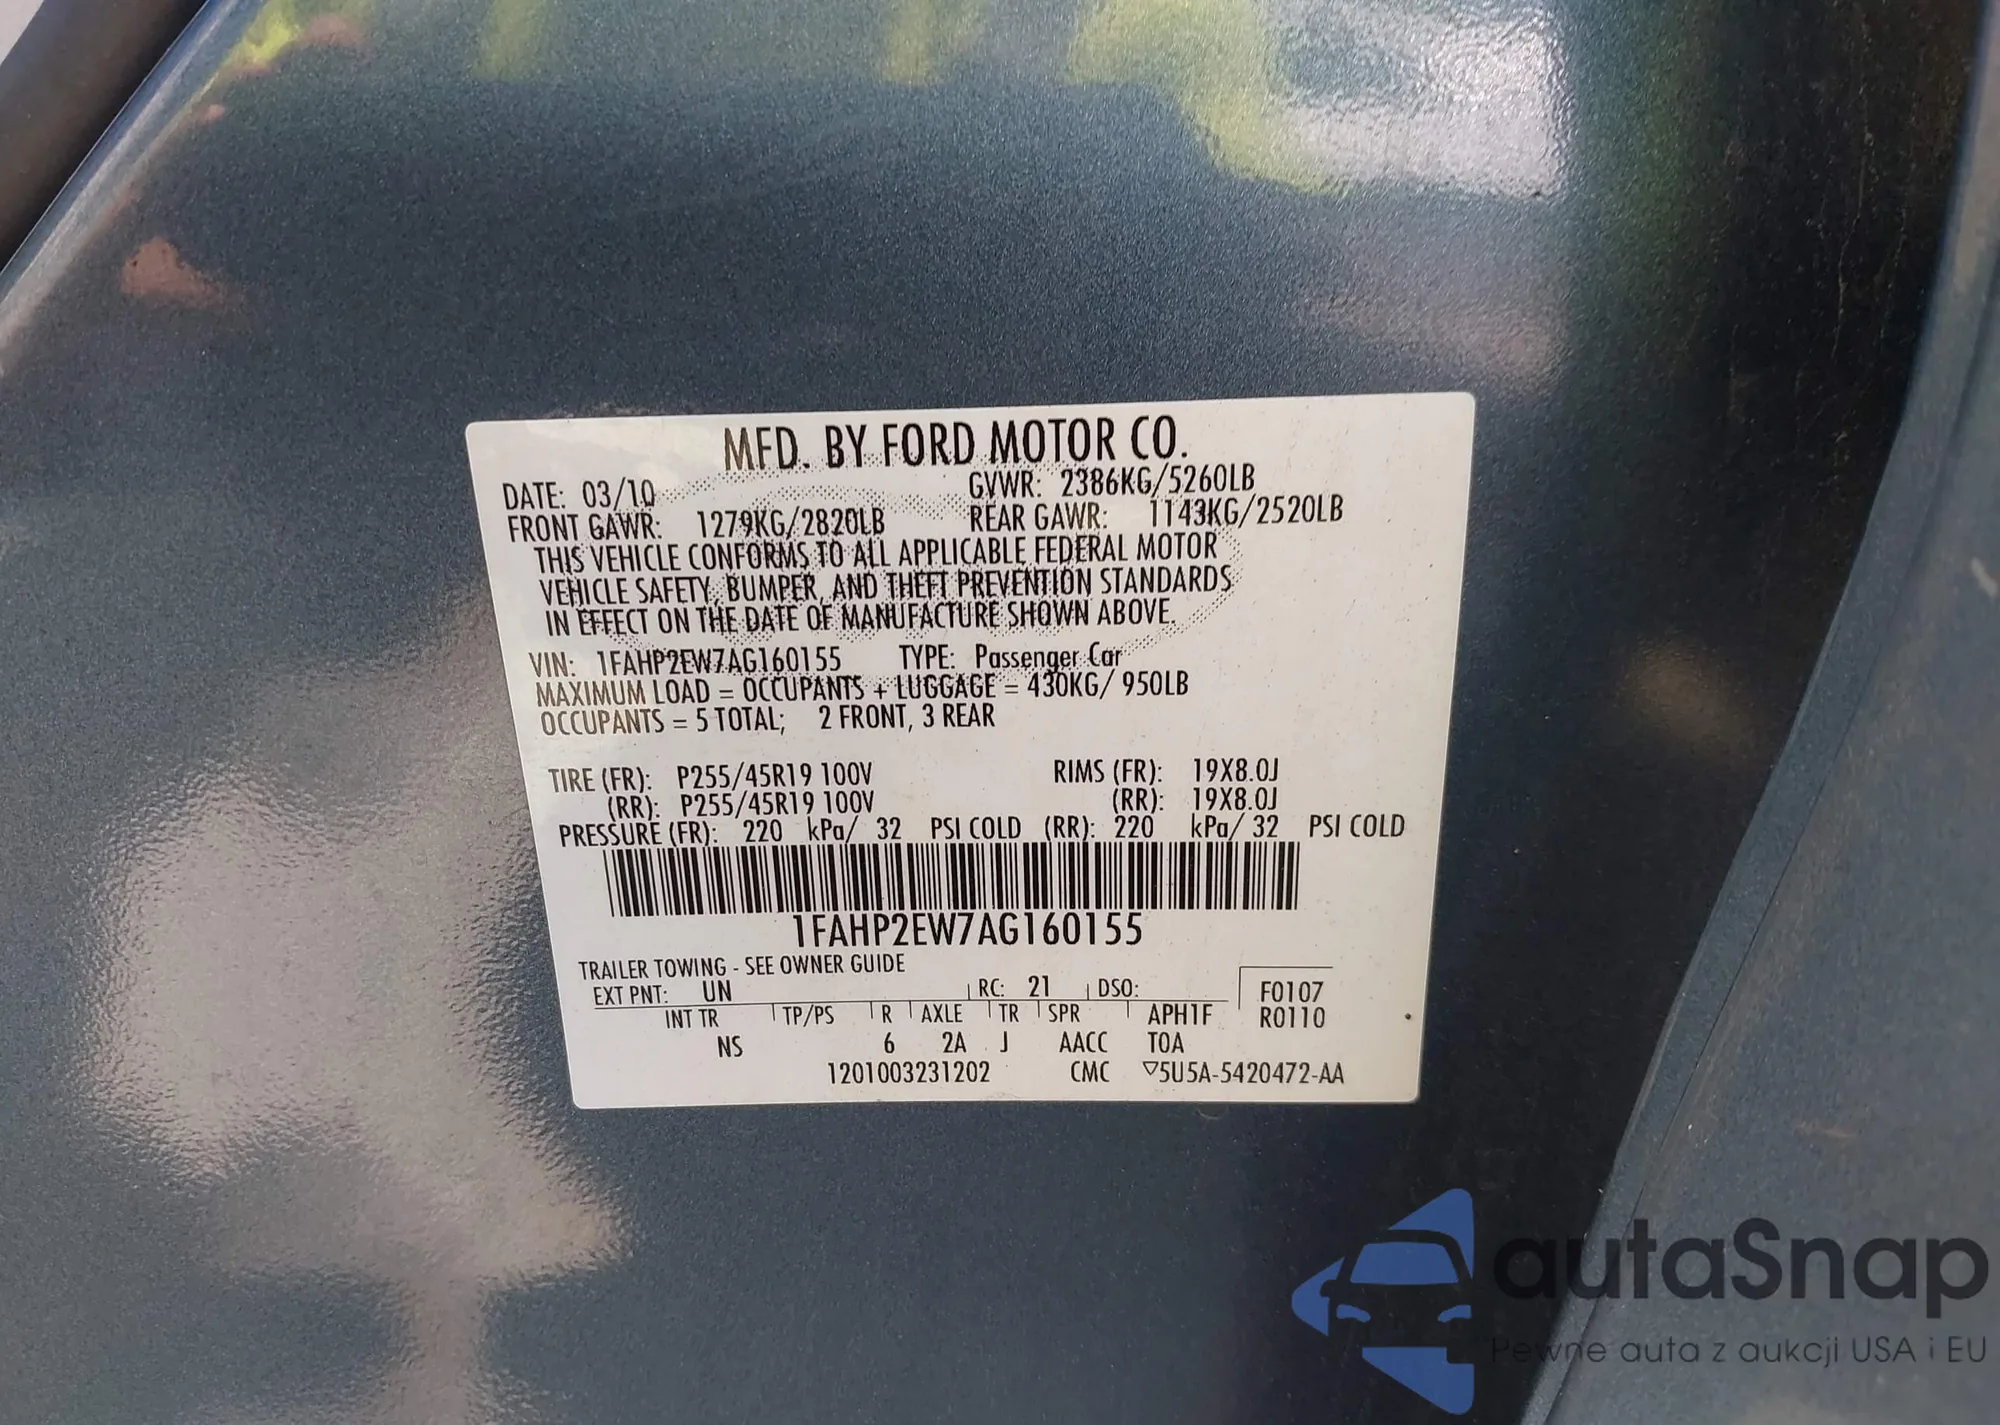 MFD. BY FORD MOTOR CO.
DATE: 03/10 GVWR: 2386KG/5260LB
FRONT GAWR: 1279KG/2820LB REAR GAWR: 1143KG/2520LB
THIS VEHICLE CONFORMS TO ALL APPLICABLE FEDERAL MOTOR
VEHICLE SAFETY, BUMPER, AND THEFT PREVENTION STANDARDS
IN EFFECT ON THE DATE OF MANUFACTURE SHOWN ABOVE.
VIN: 1FAHP2EW7AG160155 TYPE: Passenger Car
MAXIMUM LOAD = OCCUPANTS + LUGGAGE = 430KG/ 950LB
OCCUPANTS = 5 TOTAL; 2 FRONT, 3 REAR
TIRE (FR): P255/45R19 100V RIMS (FR): 19X8.0J
(RR): P255/45R19 100V (RR): 19X8.0J
PRESSURE (FR): 220 kPa/ 32 PSI COLD (RR): 220 kPa/ 32 PSI COLD
1FAHP2EW7AG160155
TRAILER TOWING - SEE OWNER GUIDE
EXT PNT: UN RC: 21 DSO: F0107
INT TR TP/PS R AXLE TR SPR APH1F R0110
NS 6 2A J AACC TOA
1201003231202 CMC ▽5U5A-5420472-AA
autaSnap
Pewne auta z aukcji USA i EU